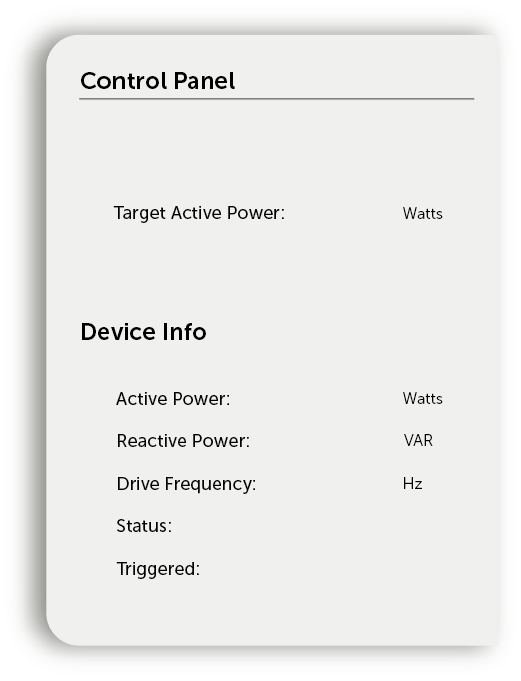 Control Panel
Target Active Power: Watts
Device Info
Active Power: Watts
Reactive Power: VAR
Drive Frequency: Hz
Status:
Triggered: